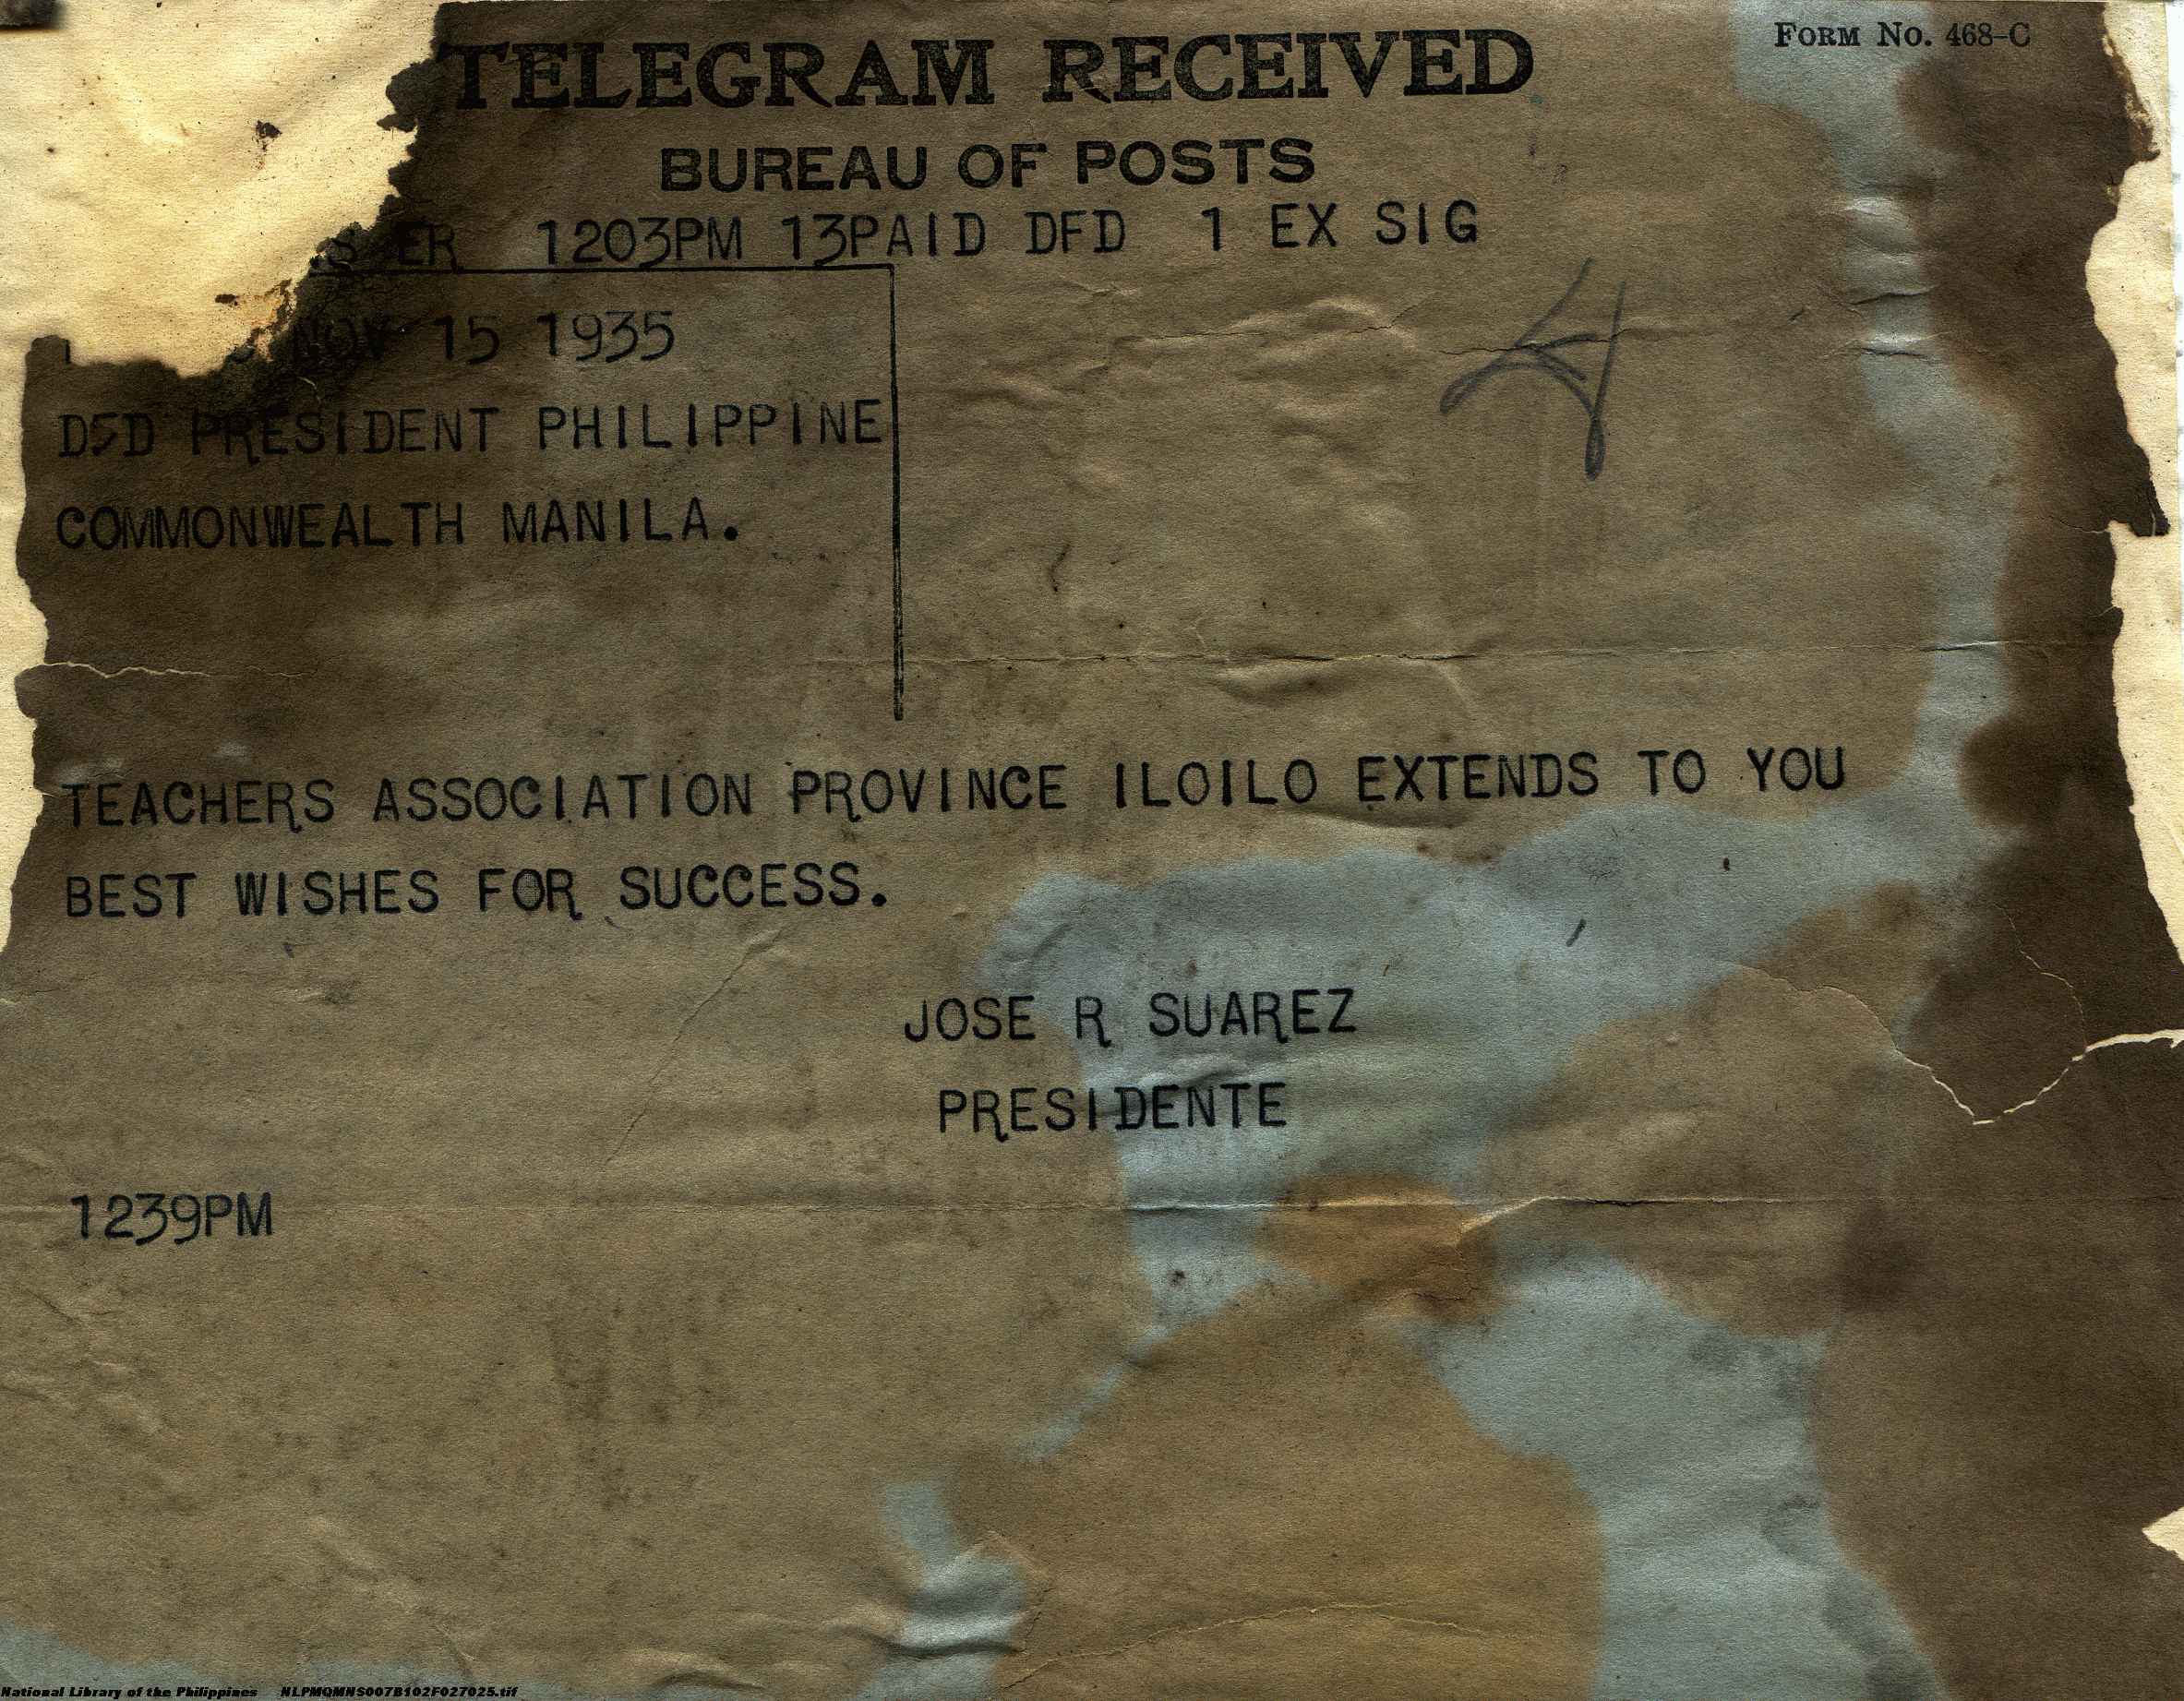 FORM NO. 468-C
TELEGRAM RECEIVED
BUREAU OF POSTS
ER 1203PM 13PAID DFD 1 EX SIG
NOV 15 1935
D5D PRESIDENT PHILIPPINE
COMMONWEALTH MANILA.
TEACHERS ASSOCIATION PROVINCE ILOILO EXTENDS TO YOU
BEST WISHES FOR SUCCESS.
JOSE R SUAREZ
PRESIDENTE
1239PM
National Library of the Philippines NLPMQMNS007B102F027025.tif